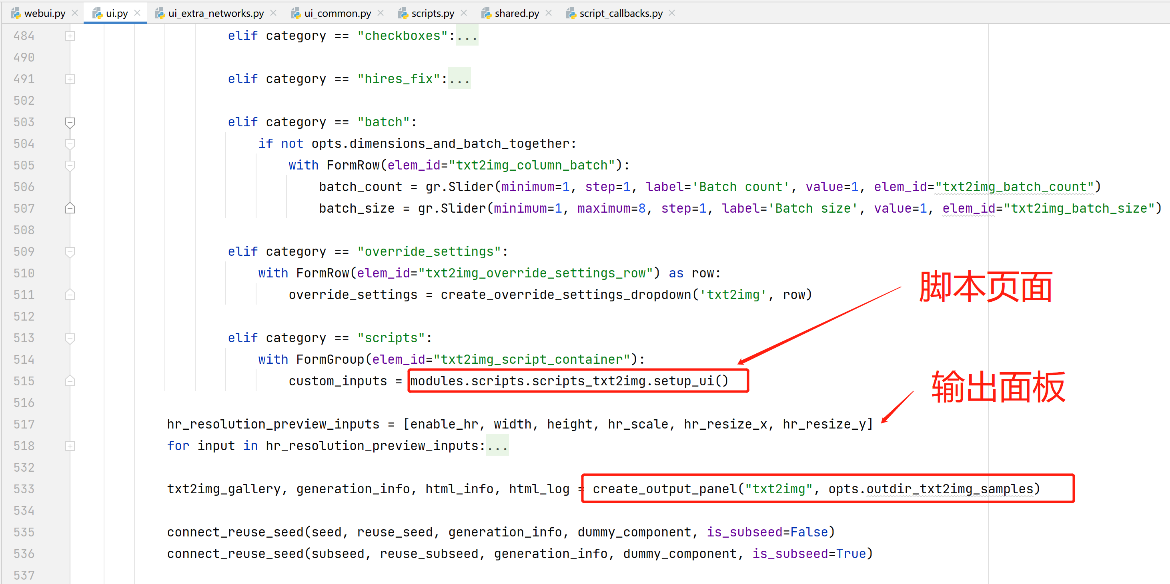 webui.py × ui.py × ui_extra_networks.py × ui_common.py × scripts.py × shared.py × script_callbacks.py ×
484 elif category == "checkboxes":...
490
491 elif category == "hires_fix":...
502
503 elif category == "batch":
504 if not opts.dimensions_and_batch_together:
505 with FormRow(elem_id="txt2img_column_batch"):
506 batch_count = gr.Slider(minimum=1, step=1, label='Batch count', value=1, elem_id="txt2img_batch_count")
507 batch_size = gr.Slider(minimum=1, maximum=8, step=1, label='Batch size', value=1, elem_id="txt2img_batch_size")
508
509 elif category == "override_settings":
510 with FormRow(elem_id="txt2img_override_settings_row") as row:
511 override_settings = create_override_settings_dropdown('txt2img', row)
脚本页面
512
513 elif category == "scripts":
514 with FormGroup(elem_id="txt2img_script_container"):
515 custom_inputs = modules.scripts.scripts_txt2img.setup_ui()
输出面板
516
517 hr_resolution_preview_inputs = [enable_hr, width, height, hr_scale, hr_resize_x, hr_resize_y]
518 for input in hr_resolution_preview_inputs:...
532
533 txt2img_gallery, generation_info, html_info, html_log = create_output_panel("txt2img", opts.outdir_txt2img_samples)
534
535 connect_reuse_seed(seed, reuse_seed, generation_info, dummy_component, is_subseed=False)
536 connect_reuse_seed(subseed, reuse_subseed, generation_info, dummy_component, is_subseed=True)
537